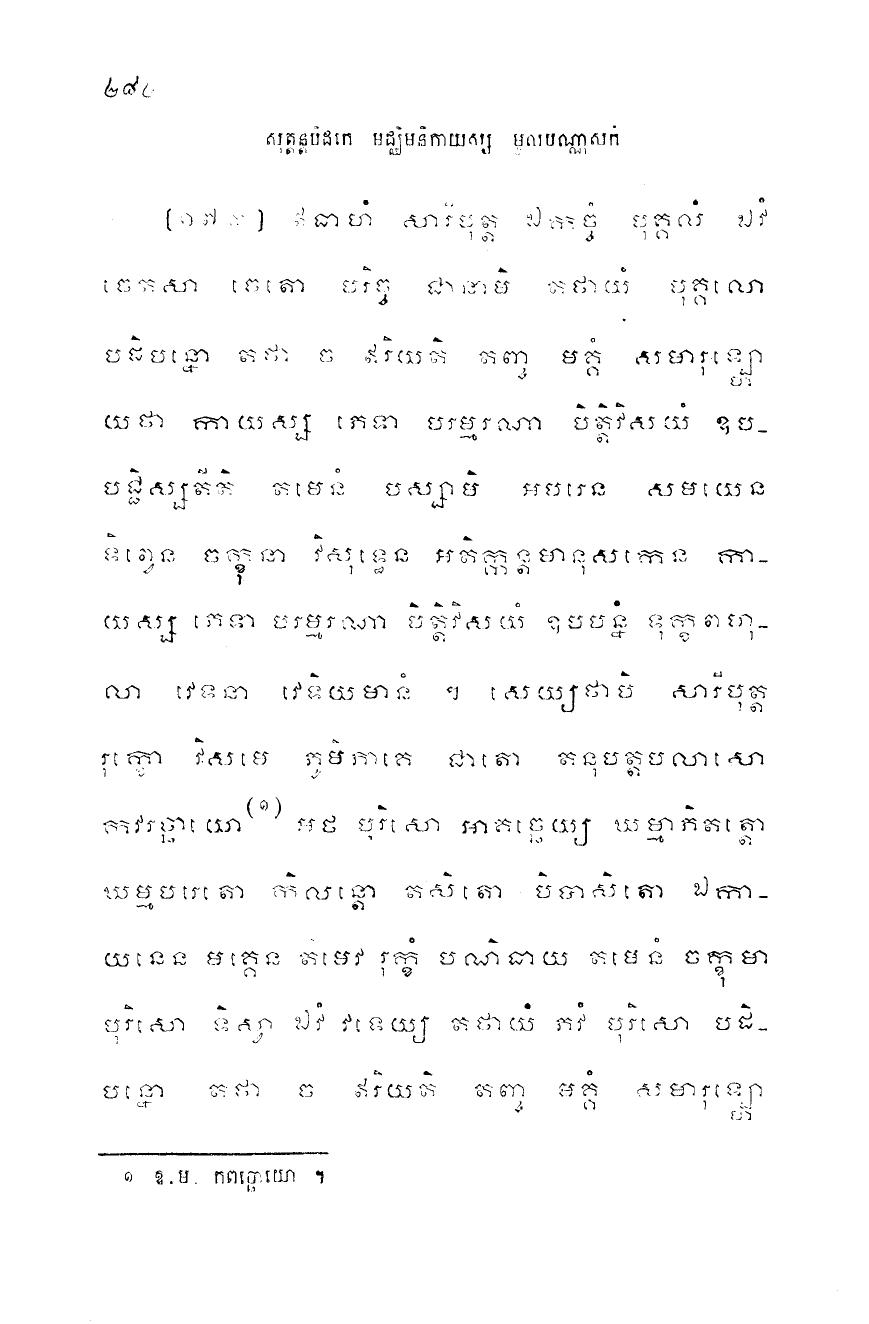 សុត្តន្តបិដកេ មជ្ឈិមនិកាយស្ស មូលបណ្ណាសកំ
ឥធាហំ សារីបុត្ត ឯកច្ចំ បុគ្គលំ ឯវំ
ចេតសា ចេតោ បរិច្ច ជានាមិ តថាយំ បុគ្គលោ
បដិបន្នោ តថា ច ឥរិយតិ តញ្ច មគ្គំ សមារុឡ្ហោ
យថា កាយស្ស ភេទា បរម្មរណា បិត្តិវិសយំ ឧប-
បជ្ជិស្សតីតិ តមេនំ បស្សាមិ អបរេន សមយេន
ទិព្វេន ចក្ខុនា វិសុទ្ធេន អតិក្កន្តមានុសកេន កា-
យស្ស ភេទា បរម្មរណា បិត្តិវិសយំ ឧបបន្នំ ទុក្ខពហុ-
លា វេទនា វេទិយមានំ ។ សេយ្យថាបិ សារីបុត្ត
រុក្ខោ វិសមេ ភូមិភាគេ ជាតោ តនុបត្តបលាសោ
កវរច្ឆាយោ(១) អថ បុរិសោ អាគច្ឆេយ្យ ឃម្មាភិតត្តោ
ឃម្មបរេតោ កិលន្តោ តសិតោ បិបាសិតោ ឯកា-
យនេន មគ្គេន តមេវ រុក្ខំ បណិធាយ តមេនំ ចក្ខុមា
បុរិសោ ទិស្វា ឯវំ វទេយ្យ តថាយំ ភវំ បុរិសោ បដិ-
បន្នោ តថា ច ឥរិយតិ តញ្ច មគ្គំ សមារុឡ្ហោ
១ ឱ.ម. កពរច្ឆាយោ ។